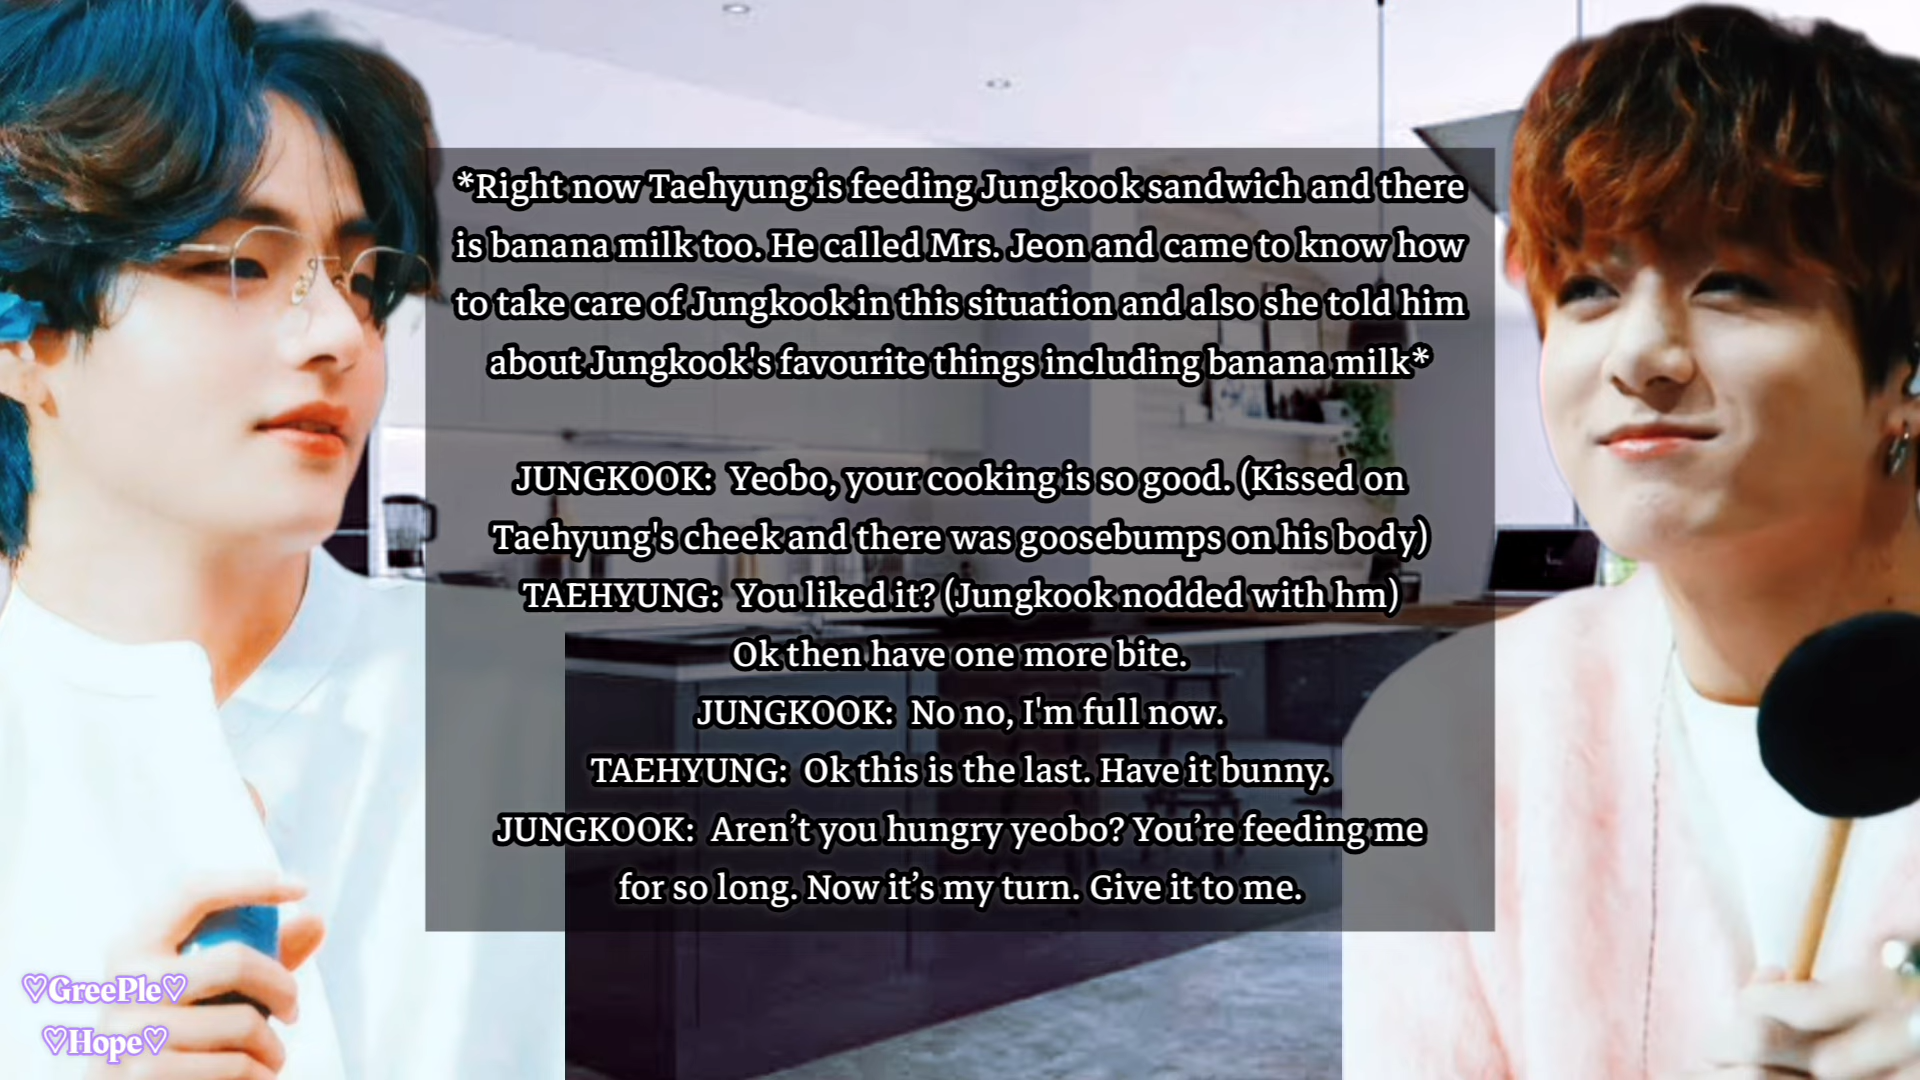 *Right now Taehyung is feeding Jungkook sandwich and there
is banana milk too. He called Mrs. Jeon and came to know how
to take care of Jungkook in this situation and also she told him
about Jungkook's favourite things including banana milk*
JUNGKOOK: Yeobo, your cooking is so good. (Kissed on
Taehyung's cheek and there was goosebumps on his body)
TAEHYUNG: You liked it? (Jungkook nodded with hm)
Ok then have one more bite.
JUNGKOOK: No no, I'm full now.
TAEHYUNG: Ok this is the last. Have it bunny.
JUNGKOOK: Aren’t you hungry yeobo? You’re feeding me
for so long. Now it’s my turn. Give it to me.
♡GreePle♡
♡Hope♡